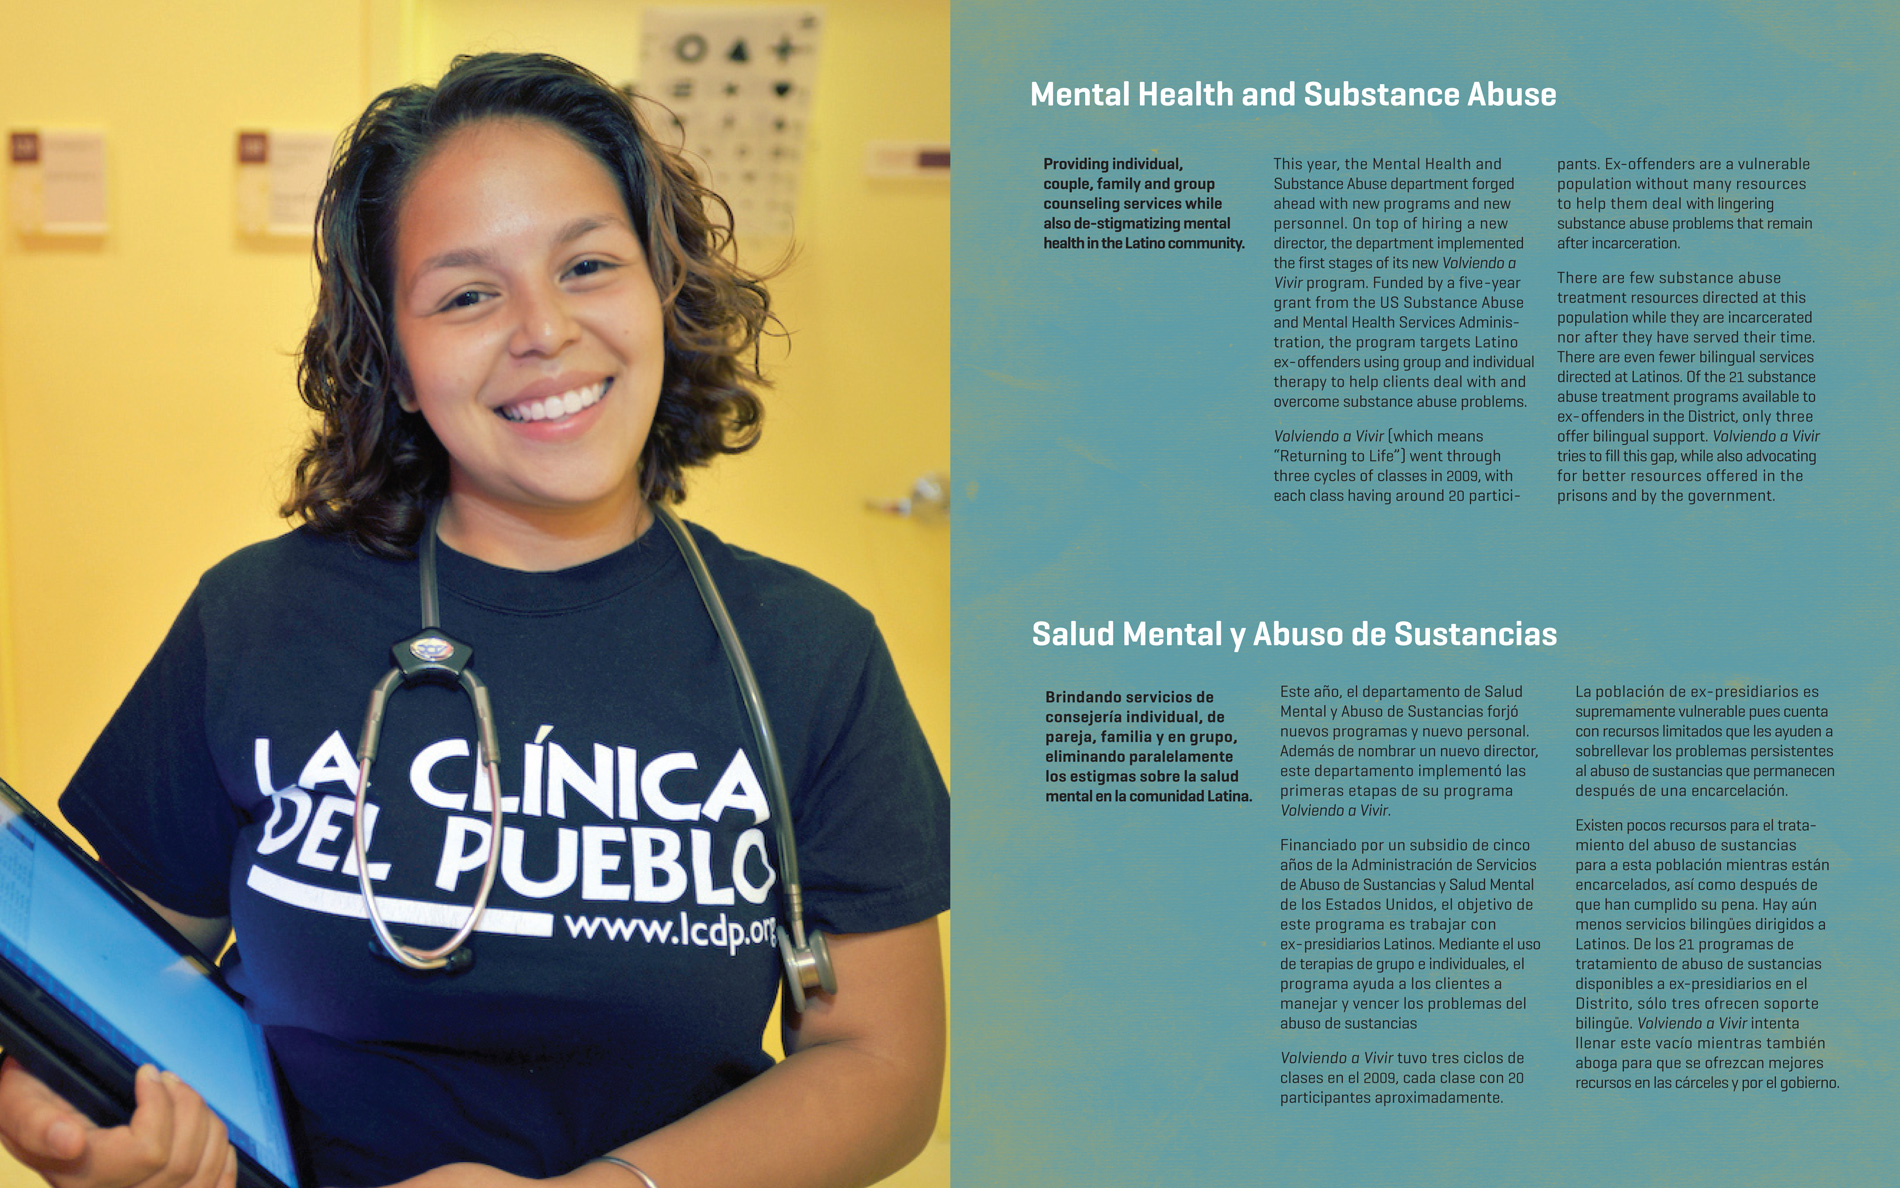 LA CLÍNICA
DEL PUEBLO
www.lcdp.org
Mental Health and Substance Abuse
Providing individual,
couple, family and group
counseling services while
also de-stigmatizing mental
health in the Latino community.
This year, the Mental Health and
Substance Abuse department forged
ahead with new programs and new
personnel. On top of hiring a new
director, the department implemented
the first stages of its new Volviendo a
Vivir program. Funded by a five-year
grant from the US Substance Abuse
and Mental Health Services Adminis-
tration, the program targets Latino
ex-offenders using group and individual
therapy to help clients deal with and
overcome substance abuse problems.
Volviendo a Vivir (which means
"Returning to Life") went through
three cycles of classes in 2009, with
each class having around 20 partici-
pants. Ex-offenders are a vulnerable
population without many resources
to help them deal with lingering
substance abuse problems that remain
after incarceration.
There are few substance abuse
treatment resources directed at this
population while they are incarcerated
nor after they have served their time.
There are even fewer bilingual services
directed at Latinos. Of the 21 substance
abuse treatment programs available to
ex-offenders in the District, only three
offer bilingual support. Volviendo a Vivir
tries to fill this gap, while also advocating
for better resources offered in the
prisons and by the government.
Salud Mental y Abuso de Sustancias
Brindando servicios de
consejería individual, de
pareja, familia y en grupo,
eliminando paralelamente
los estigmas sobre la salud
mental en la comunidad Latina.
Este año, el departamento de Salud
Mental y Abuso de Sustancias forjó
nuevos programas y nuevo personal.
Además de nombrar un nuevo director,
este departamento implementó las
primeras etapas de su programa
Volviendo a Vivir.
Financiado por un subsidio de cinco
años de la Administración de Servicios
de Abuso de Sustancias y Salud Mental
de los Estados Unidos, el objetivo de
este programa es trabajar con
ex-presidiarios Latinos. Mediante el uso
de terapias de grupo e individuales, el
programa ayuda a los clientes a
manejar y vencer los problemas del
abuso de sustancias
Volviendo a Vivir tuvo tres ciclos de
clases en el 2009, cada clase con 20
participantes aproximadamente.
La población de ex-presidiarios es
supremamente vulnerable pues cuenta
con recursos limitados que les ayuden a
sobrellevar los problemas persistentes
al abuso de sustancias que permanecen
después de una encarcelación.
Existen pocos recursos para el trata-
miento del abuso de sustancias
para a esta población mientras están
encarcelados, así como después de
que han cumplido su pena. Hay aún
menos servicios bilingües dirigidos a
Latinos. De los 21 programas de
tratamiento de abuso de sustancias
disponibles a ex-presidiarios en el
Distrito, sólo tres ofrecen soporte
bilingüe. Volviendo a Vivir intenta
llenar este vacío mientras también
aboga para que se ofrezcan mejores
recursos en las cárceles y por el gobierno.